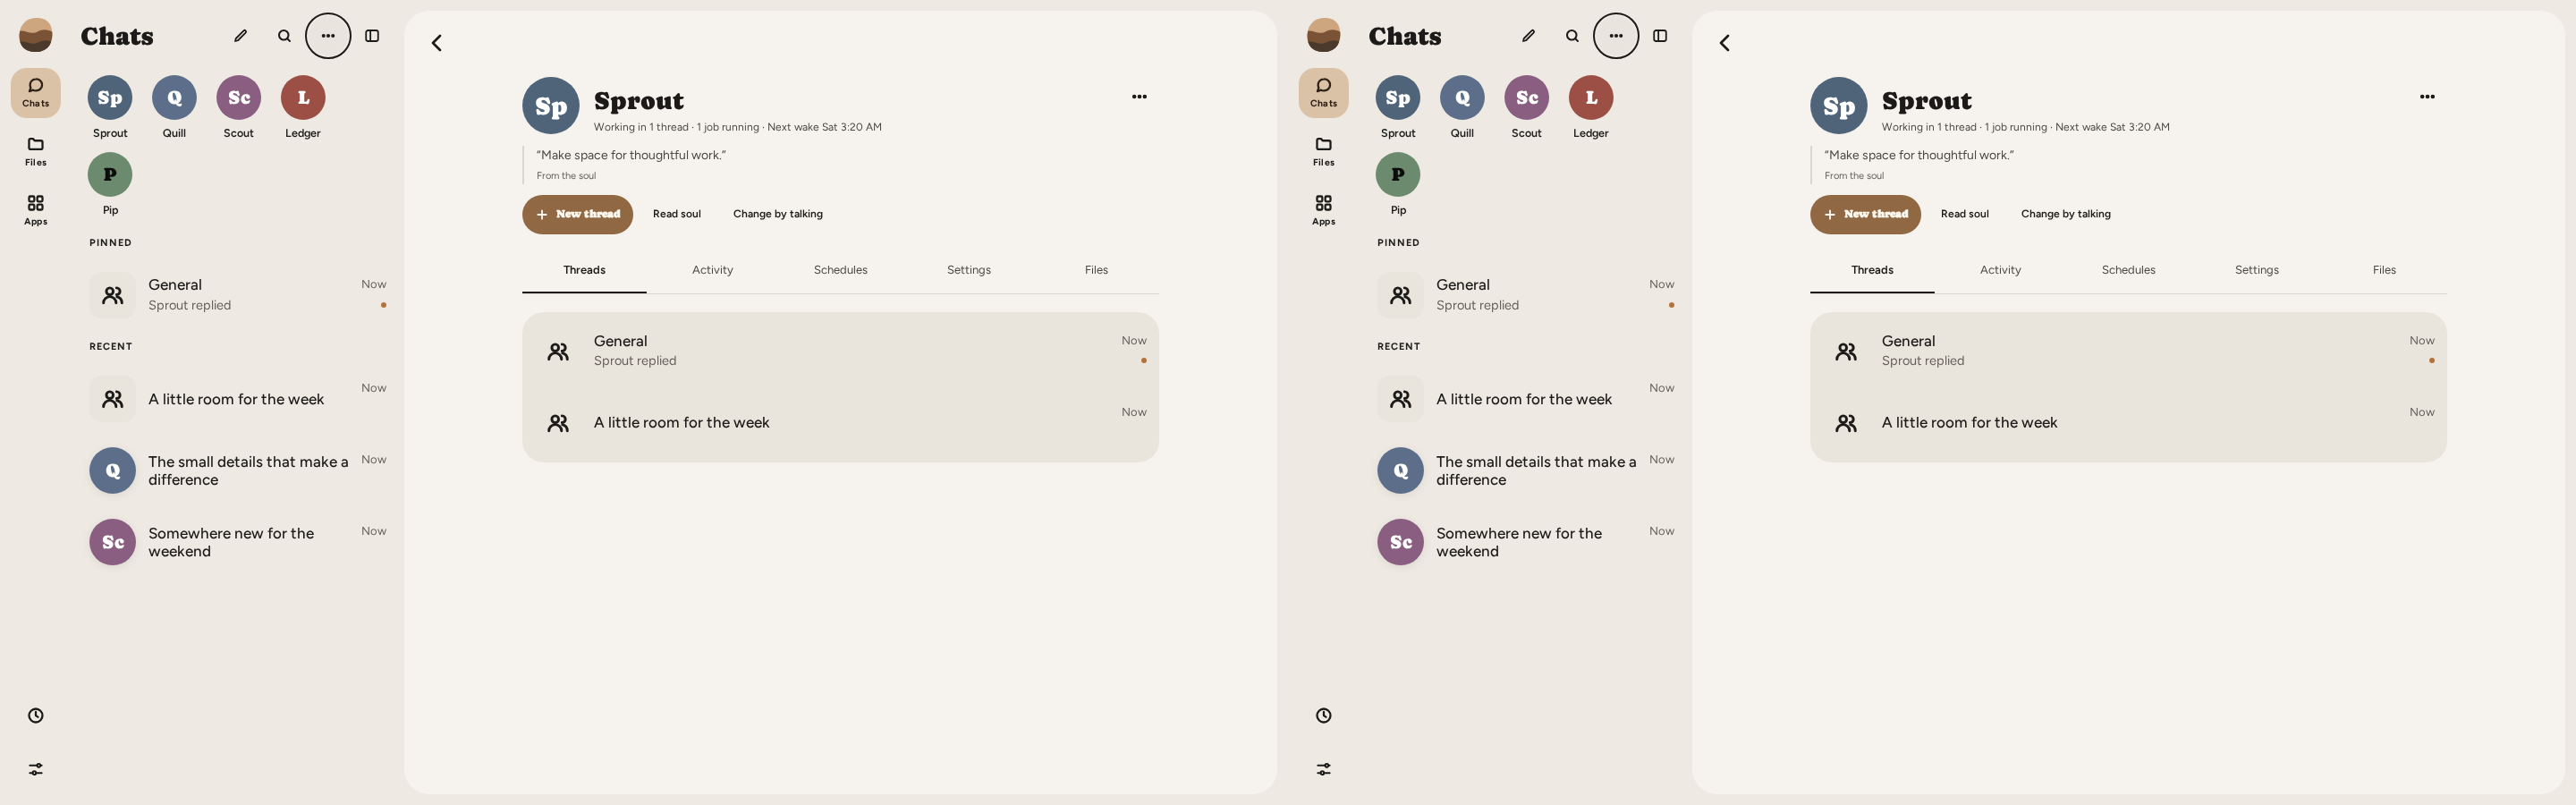 Chats
Chats
Files
Apps
Sp
Q
Sc
L
Sprout
Quill
Scout
Ledger
P
Pip
PINNED
General
Now
Sprout replied
RECENT
A little room for the week
Now
Q
The small details that make a
difference
Now
Sc
Somewhere new for the
weekend
Now
Sp
Sprout
Working in 1 thread · 1 job running · Next wake Sat 3:20 AM
“Make space for thoughtful work.”
From the soul
New thread
Read soul
Change by talking
Threads
Activity
Schedules
Settings
Files
General
Now
Sprout replied
A little room for the week
Now
Chats
Chats
Files
Apps
Sp
Q
Sc
L
Sprout
Quill
Scout
Ledger
P
Pip
PINNED
General
Now
Sprout replied
RECENT
A little room for the week
Now
Q
The small details that make a
difference
Now
Sc
Somewhere new for the
weekend
Now
Sp
Sprout
Working in 1 thread · 1 job running · Next wake Sat 3:20 AM
“Make space for thoughtful work.”
From the soul
New thread
Read soul
Change by talking
Threads
Activity
Schedules
Settings
Files
General
Now
Sprout replied
A little room for the week
Now